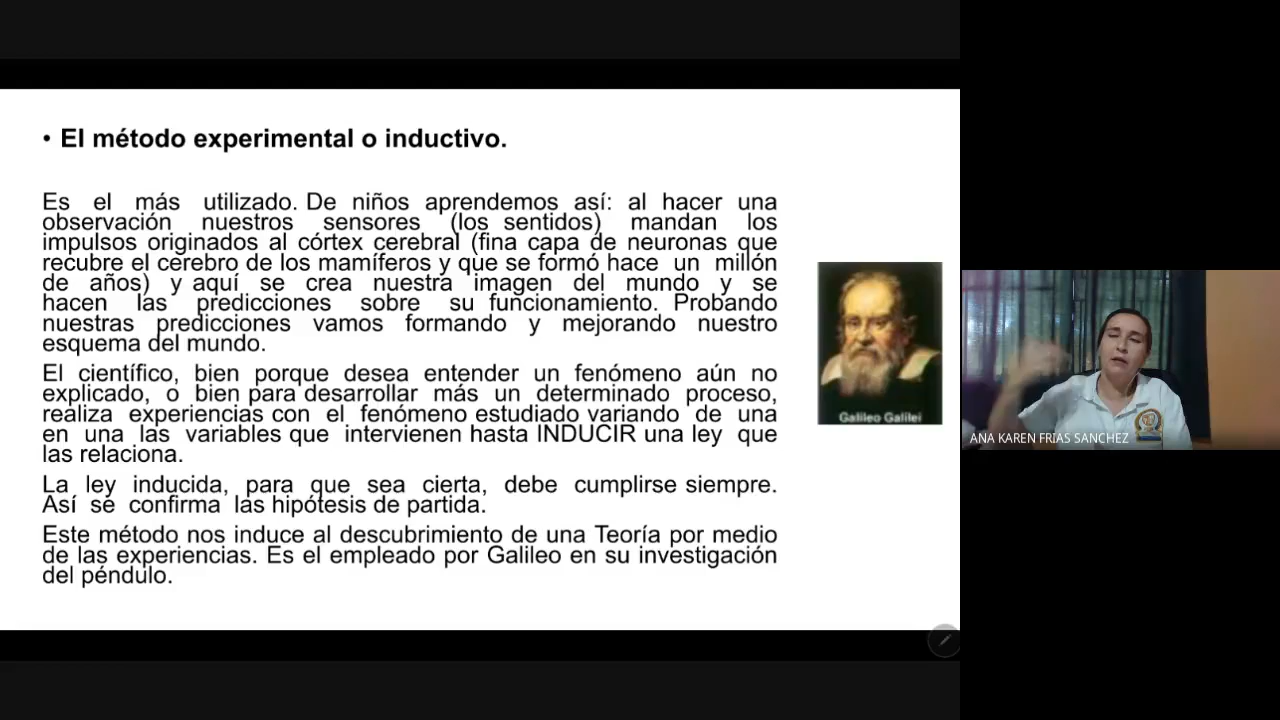 • El método experimental o inductivo.
Es el más utilizado. De niños aprendemos así: al hacer una
observación nuestros sensores (los sentidos) mandan los
impulsos originados al córtex cerebral (fina capa de neuronas que
recubre el cerebro de los mamíferos y que se formó hace un millón
de años) y aquí se crea nuestra imagen del mundo y se
hacen las predicciones sobre su funcionamiento. Probando
nuestras predicciones vamos formando y mejorando nuestro
esquema del mundo.
El científico, bien porque desea entender un fenómeno aún no
explicado, o bien para desarrollar más un determinado proceso,
realiza experiencias con el fenómeno estudiado variando de una
en una las variables que intervienen hasta INDUCIR una ley que
las relaciona.
La ley inducida, para que sea cierta, debe cumplirse siempre.
Así se confirma las hipótesis de partida.
Este método nos induce al descubrimiento de una Teoría por medio
de las experiencias. Es el empleado por Galileo en su investigación
del péndulo.
Galileo Galilei
ANA KAREN FRIAS SANCHEZ